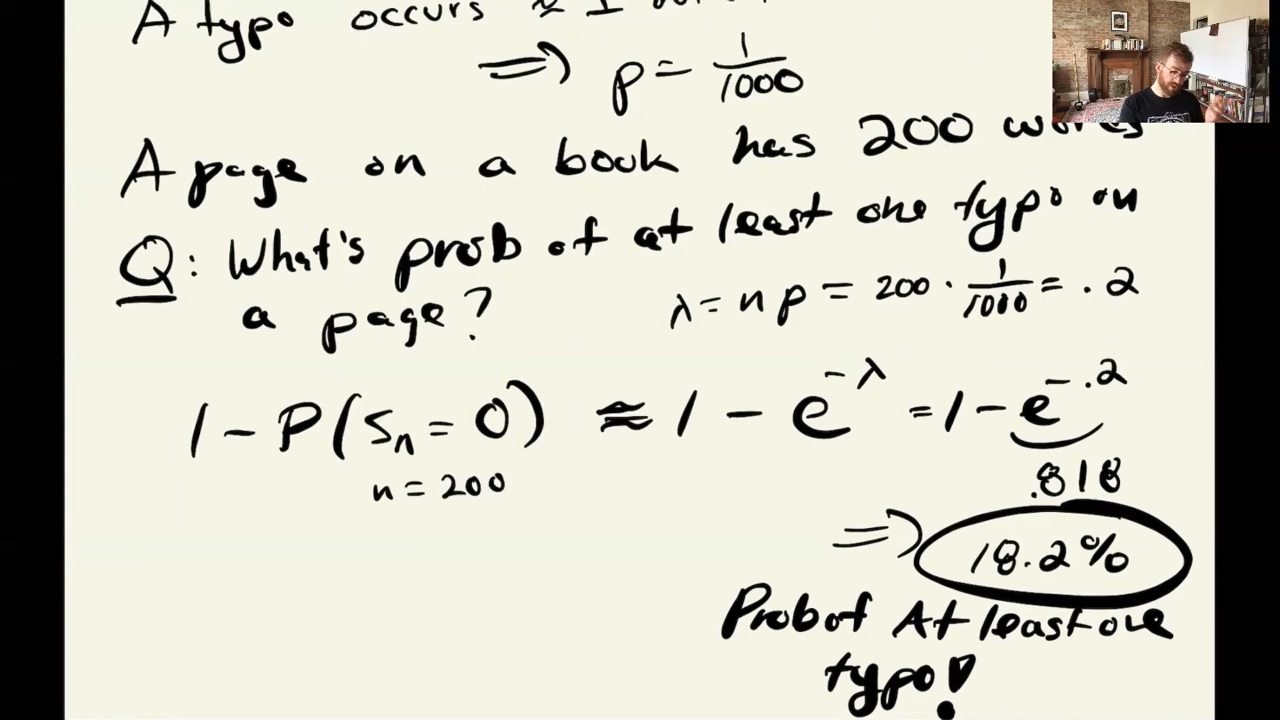 A typo occurs ≈ 1
⟹ p = 1/1000
A page on a book has 200 words
Q: What's prob of at least one typo on
a page?
λ = n p = 200 · 1/1000 = .2
1 - P(Sₙ = 0) ≈ 1 - e^-λ = 1 - e^-.2
n = 200
.818
⟹ 18.2%
Prob of At least one
typo!